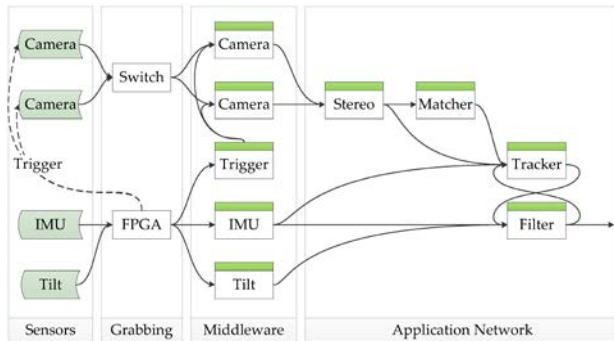 Camera
Switch
Camera
Camera
Camera
Stereo
Matcher
Trigger
Trigger
Tracker
IMU
FPGA
IMU
Filter
Tilt
Tilt
Sensors
Grabbing
Middleware
Application Network